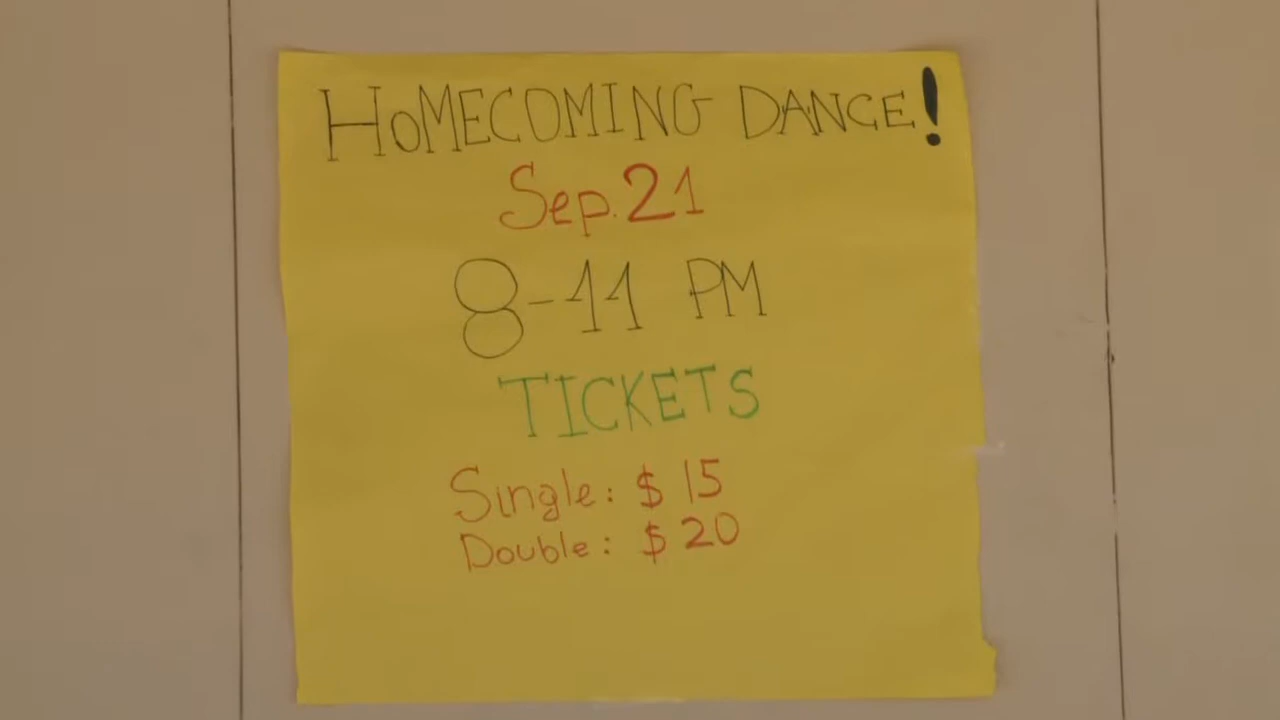 HoMECOMING DANCE!
Sep. 21
8-11 PM
TICKETS
Single: $ 15
Double: $ 20